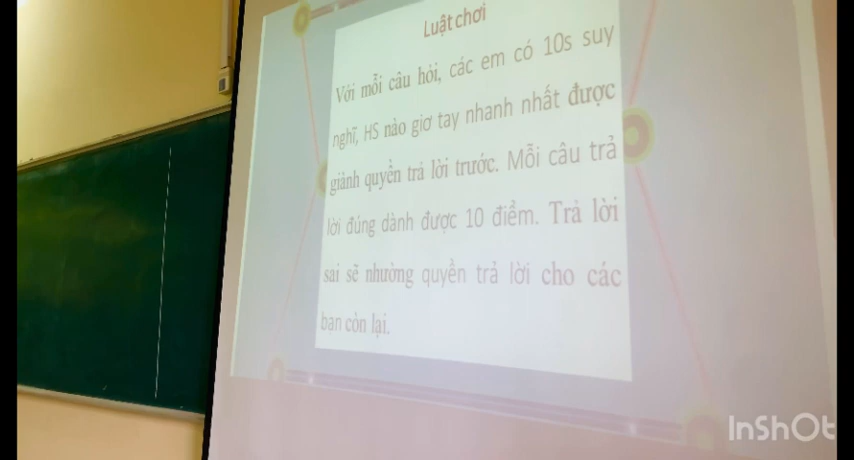 Luật chơi
Với mỗi câu hỏi, các em có 10s suy
nghĩ, HS nào giơ tay nhanh nhất được
giành quyền trả lời trước. Mỗi câu trả
lời đúng dành được 10 điểm. Trả lời
sai sẽ nhường quyền trả lời cho các
bạn còn lại.
InShOt